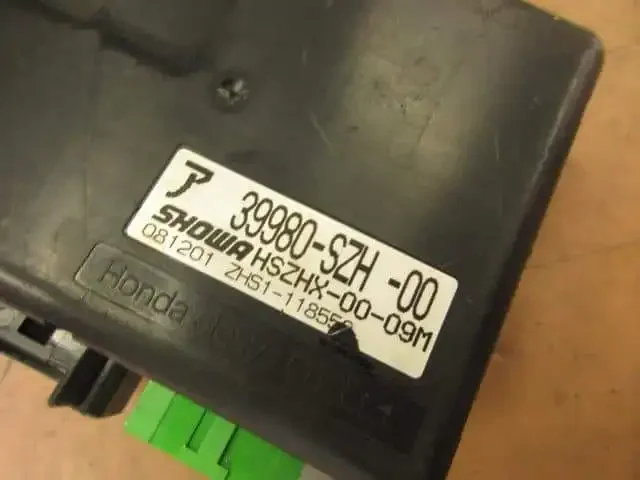 ア 39980-SZH -00
SHOWA HSZHX-00-09M
081201 ZHS1-11855
Honda